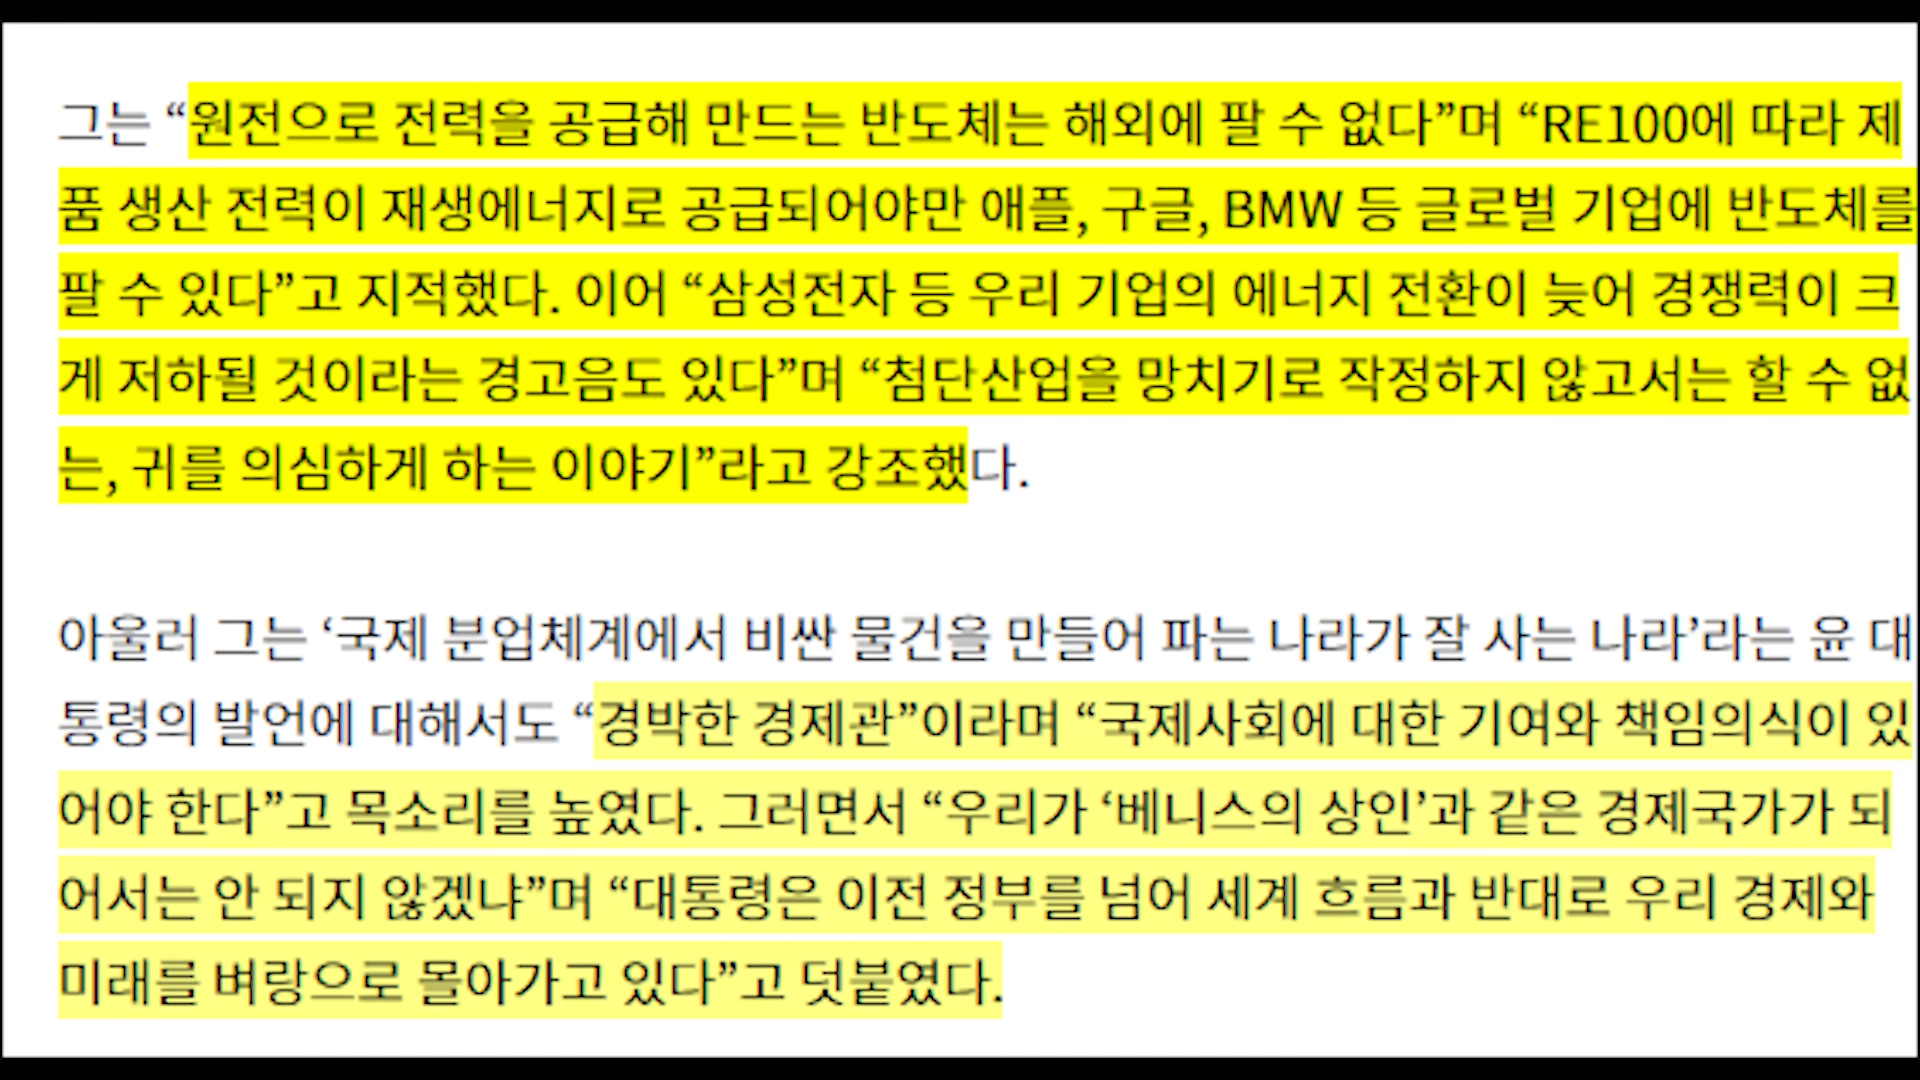 그는 “원전으로 전력을 공급해 만드는 반도체는 해외에 팔 수 없다”며 “RE100에 따라 제
품 생산 전력이 재생에너지로 공급되어야만 애플, 구글, BMW 등 글로벌 기업에 반도체를
팔 수 있다”고 지적했다. 이어 “삼성전자 등 우리 기업의 에너지 전환이 늦어 경쟁력이 크
게 저하될 것이라는 경고음도 있다”며 “첨단산업을 망치기로 작정하지 않고서는 할 수 없
는, 귀를 의심하게 하는 이야기”라고 강조했다.
아울러 그는 ‘국제 분업체계에서 비싼 물건을 만들어 파는 나라가 잘 사는 나라’라는 윤 대
통령의 발언에 대해서도 “경박한 경제관”이라며 “국제사회에 대한 기여와 책임의식이 있
어야 한다”고 목소리를 높였다. 그러면서 “우리가 ‘베니스의 상인’과 같은 경제국가가 되
어서는 안 되지 않겠냐”며 “대통령은 이전 정부를 넘어 세계 흐름과 반대로 우리 경제와
미래를 벼랑으로 몰아가고 있다”고 덧붙였다.